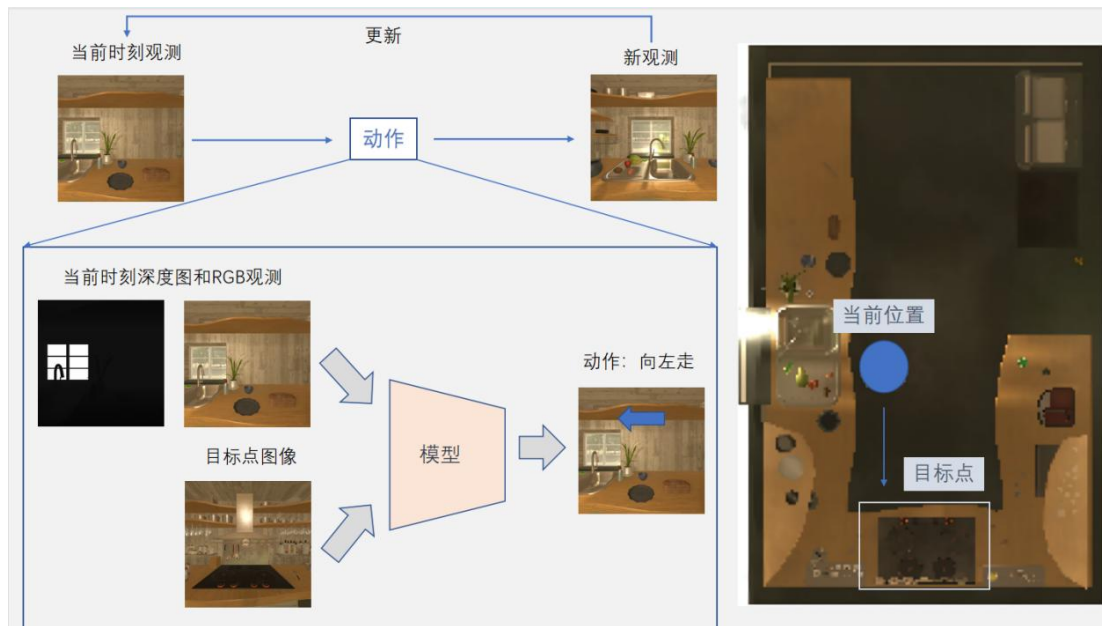 更新
当前时刻观测
新观测
动作
当前时刻深度图和RGB观测
目标点图像
模型
动作：向左走
当前位置
目标点